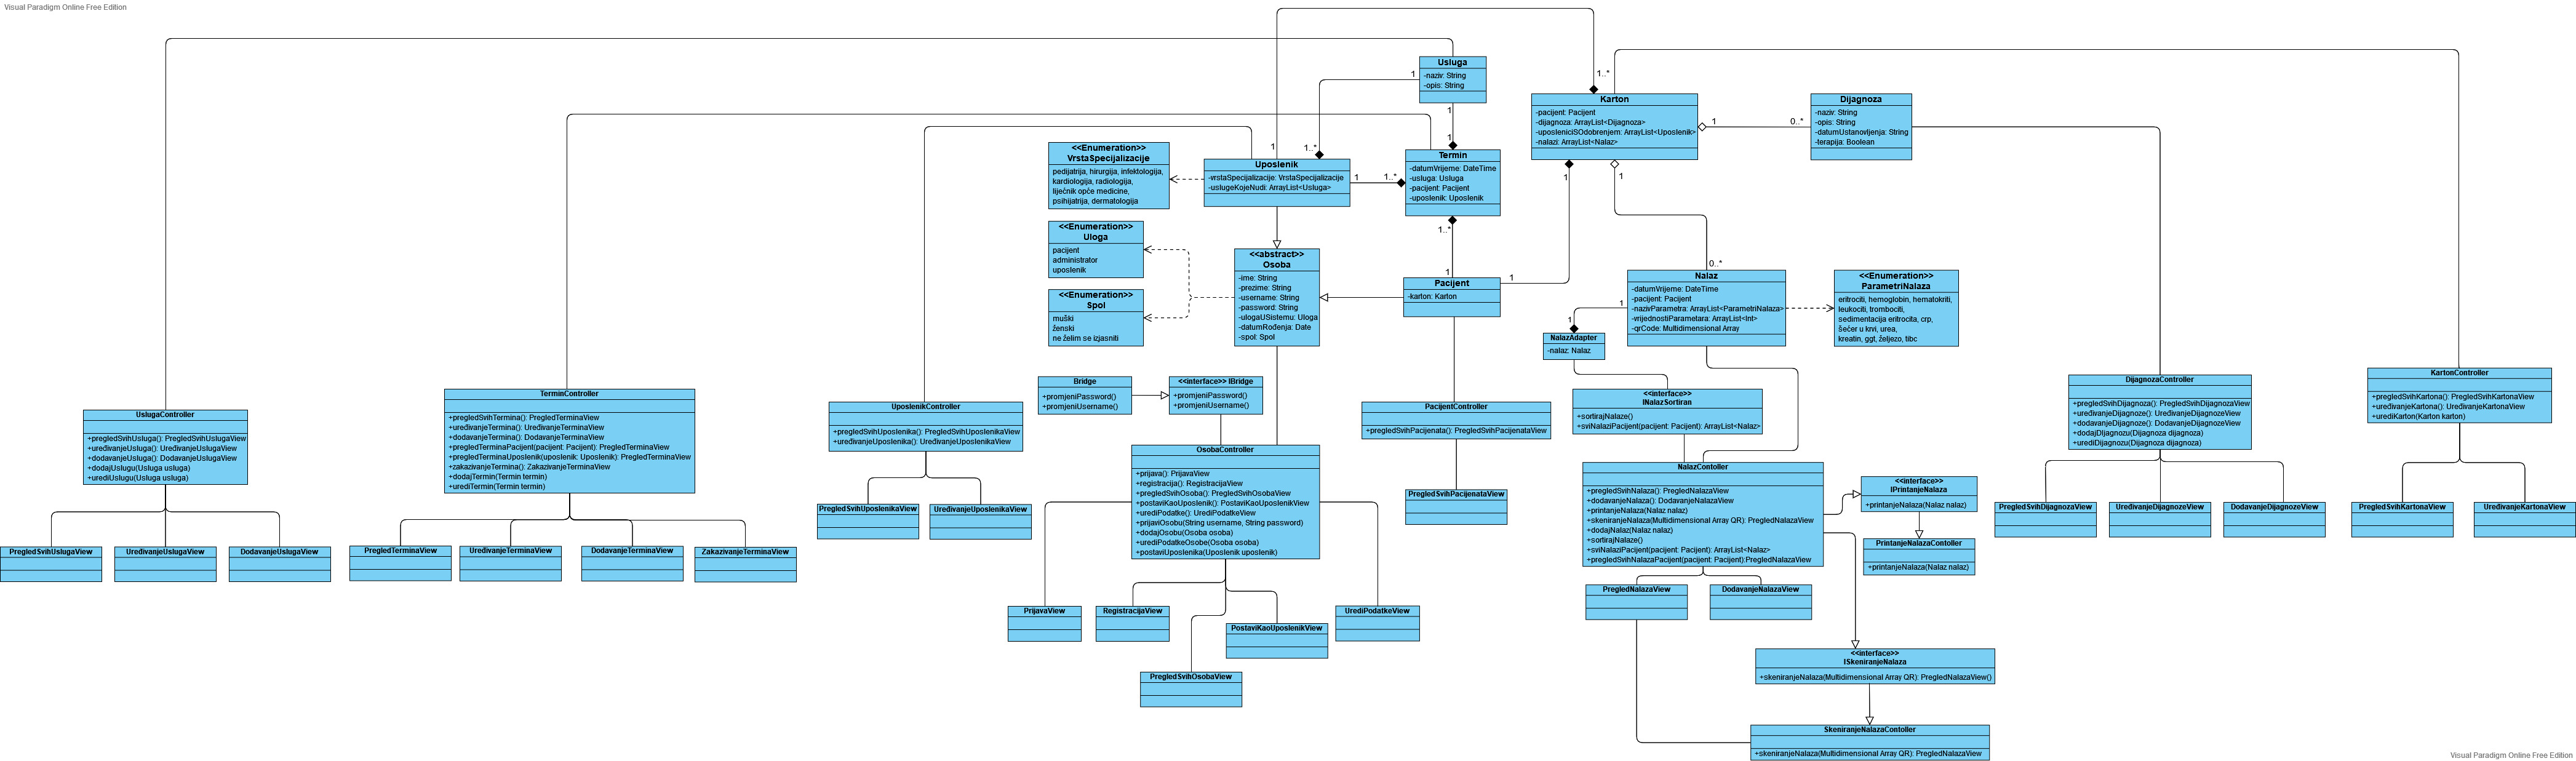 Visual Paradigm Online Free Edition
Usluga
-naziv: String
-opis: String
1
1
1
1..*
1
1..*
Karton
-pacijent: Pacijent
-dijagnoza: ArrayList<Dijagnoza>
-uposleniciSOdobrenjem: ArrayList<Uposlenik>
-nalazi: ArrayList<Nalaz>
1
0..*
1
1
Dijagnoza
-naziv: String
-opis: String
-datumUstanovljenja: String
-terapija: Boolean
<<Enumeration>>
VrstaSpecijalizacije
pedijatrija, hirurgija, infektologija,
kardiologija, radiologija,
liječnik opče medicine,
psihijatrija, dermatologija
Uposlenik
-vrstaSpecijalizacije: VrstaSpecijalizacije
-uslugeKojeNudi: ArrayList<Usluga>
1
1..*
Termin
-datumVrijeme: DateTime
-usluga: Usluga
-pacijent: Pacijent
-uposlenik: Uposlenik
1..*
1
<<Enumeration>>
Uloga
pacijent
administrator
uposlenik
<<Enumeration>>
Spol
muški
ženski
ne želim se izjasniti
<<abstract>>
Osoba
-ime: String
-prezime: String
-username: String
-password: String
-ulogaUSistemu: Uloga
-datumRođenja: Date
-spol: Spol
Pacijent
-karton: Karton
1
0..*
Nalaz
-datumVrijeme: DateTime
-pacijent: Pacijent
-nazivParametra: ArrayList<ParametriNalaza>
-vrijednostiParametara: ArrayList<Int>
-qrCode: Multidimensional Array
1
1
<<Enumeration>>
ParametriNalaza
eritrociti, hemoglobin, hematokriti,
leukociti, trombociti,
sedimentacija eritrocita, crp,
šećer u krvi, urea,
kreatin, ggt, željezo, tibc
NalazAdapter
-nalaz: Nalaz
Bridge
+promjeniPassword()
+promjeniUsername()
<<interface>> IBridge
+promjeniPassword()
+promjeniUsername()
<<interface>>
INalazSortiran
+sortirajNalaze()
+sviNalaziPacijent(pacijent: Pacijent): ArrayList<Nalaz>
UslugaController
+pregledSvihUsluga(): PregledSvihUslugaView
+uređivanjeUsluga(): UređivanjeUslugaView
+dodavanjeUsluga(): DodavanjeUslugaView
+dodajUslugu(Usluga usluga)
+urediUslugu(Usluga usluga)
TerminController
+pregledSvihTermina(): PregledTerminaView
+uređivanjeTermina(): UređivanjeTerminaView
+dodavanjeTermina(): DodavanjeTerminaView
+pregledTerminaPacijent(pacijent: Pacijent): PregledTerminaView
+pregledTerminaUposlenik(uposlenik: Uposlenik): PregledTerminaView
+zakazivanjeTermina(): ZakazivanjeTerminaView
+dodajTermin(Termin termin)
+urediTermin(Termin termin)
UposlenikController
+pregledSvihUposlenika(): PregledSvihUposlenikaView
+uređivanjeUposlenika(): UređivanjeUposlenikaView
OsobaController
+prijava(): PrijavaView
+registracija(): RegistracijaView
+pregledSvihOsoba(): PregledSvihOsobaView
+postaviKaoUposlenik(): PostaviKaoUposlenikView
+urediPodatke(): UrediPodatkeView
+prijaviOsobu(String username, String password)
+dodajOsobu(Osoba osoba)
+urediPodatkeOsobe(Osoba osoba)
+postaviUposlenika(Uposlenik uposlenik)
PacijentController
+pregledSvihPacijenata(): PregledSvihPacijenataView
NalazContoller
+pregledSvihNalaza(): PregledNalazaView
+dodavanjeNalaza(): DodavanjeNalazaView
+printanjeNalaza(Nalaz nalaz)
+skeniranjeNalaza(Multidimensional Array QR): PregledNalazaView
+dodajNalaz(Nalaz nalaz)
+sortirajNalaze()
+sviNalaziPacijent(pacijent: Pacijent): ArrayList<Nalaz>
+pregledSvihNalazaPacijent(pacijent: Pacijent):PregledNalazaView
<<interface>>
IPrintanjeNalaza
+printanjeNalaza(Nalaz nalaz)
PrintanjeNalazaContoller
+printanjeNalaza(Nalaz nalaz)
DijagnozaController
+pregledSvihDijagnoza(): PregledSvihDijagnozaView
+uređivanjeDijagnoze(): UređivanjeDijagnozeView
+dodavanjeDijagnoze(): DodavanjeDijagnozeView
+dodajDIjagnozu(Dijagnoza dijagnoza)
+urediDijagnozu(Dijagnoza dijagnoza)
KartonController
+pregledSvihKartona(): PregledSvihKartonaView
+uređivanjeKartona(): UređivanjeKartonaView
+urediKarton(Karton karton)
PregledSvihUslugaView
UređivanjeUslugaView
DodavanjeUslugaView
PregledTerminaView
UređivanjeTerminaView
DodavanjeTerminaView
ZakazivanjeTerminaView
PregledSvihUposlenikaView
UređivanjeUposlenikaView
PregledSvihPacijenataView
PregledSvihDijagnozaView
UređivanjeDijagnozeView
DodavanjeDijagnozeView
PregledSvihKartonaView
UređivanjeKartonaView
PrijavaView
RegistracijaView
PostaviKaoUposlenikView
UrediPodatkeView
PregledSvihOsobaView
PregledNalazaView
DodavanjeNalazaView
<<interface>>
ISkeniranjeNalaza
+skeniranjeNalaza(Multidimensional Array QR): PregledNalazaView()
SkeniranjeNalazaContoller
+skeniranjeNalaza(Multidimensional Array QR): PregledNalazaView
Visual Paradigm Online Free Edition